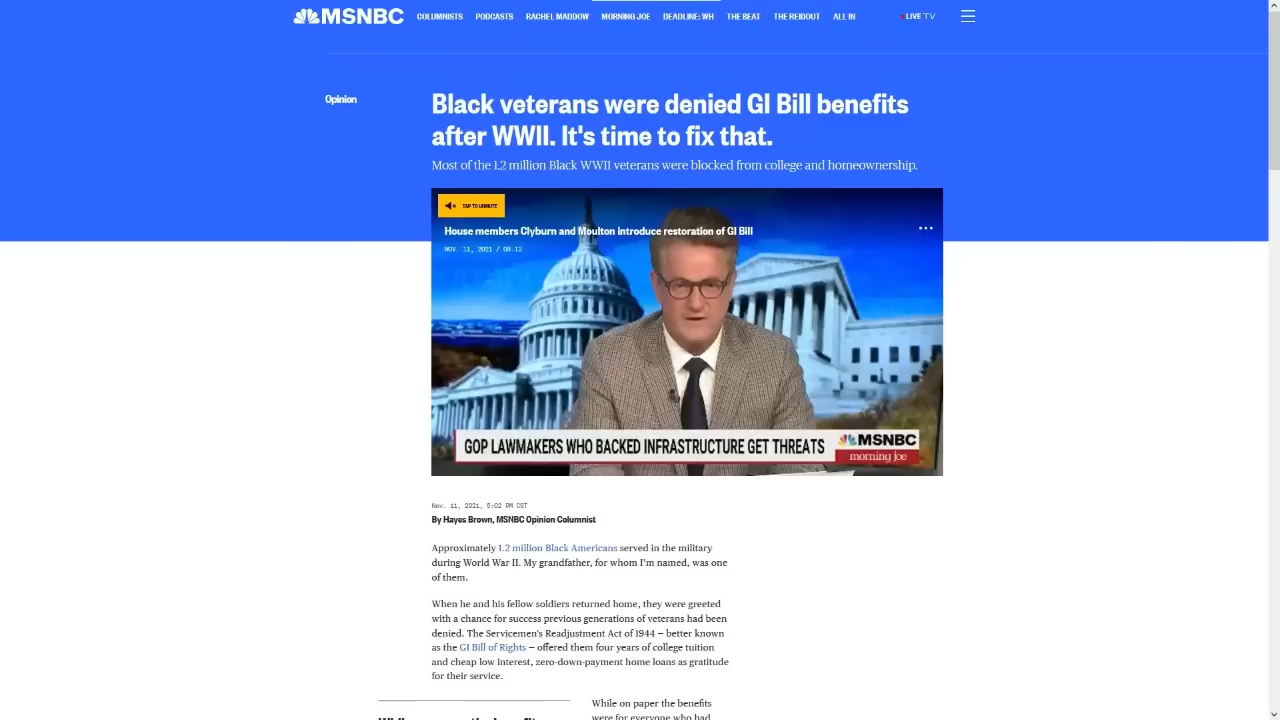 MSNBC COLUMNISTS PODCASTS RACHEL MADDOW MORNING JOE DEADLINE: WH THE BEAT THE REIDOUT ALL IN LIVE TV
Opinion
Black veterans were denied GI Bill benefits
after WWII. It's time to fix that.
Most of the 1.2 million Black WWII veterans were blocked from college and homeownership.
TAP TO UNMUTE
House members Clyburn and Moulton introduce restoration of GI Bill
NOV. 11, 2021 / 06:13
GOP LAWMAKERS WHO BACKED INFRASTRUCTURE GET THREATS
MSNBC
morning joe
Nov. 11, 2021, 5:02 PM CST
By Hayes Brown, MSNBC Opinion Columnist
Approximately 1.2 million Black Americans served in the military
during World War II. My grandfather, for whom I'm named, was one
of them.
When he and his fellow soldiers returned home, they were greeted
with a chance for success previous generations of veterans had been
denied. The Servicemen's Readjustment Act of 1944 — better known
as the GI Bill of Rights — offered them four years of college tuition
and cheap low interest, zero-down-payment home loans as gratitude
for their service.
While on paper the benefits
were for everyone who had